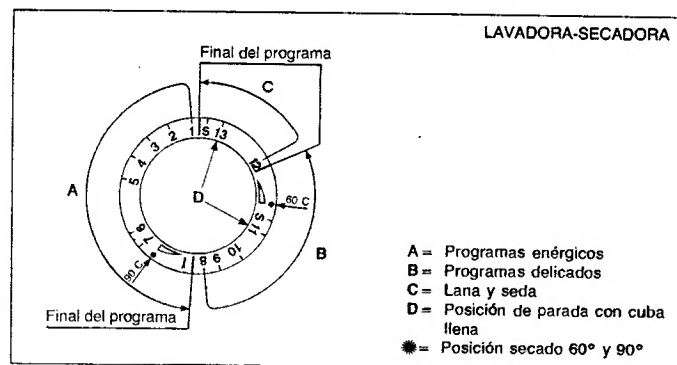 LAVADORA-SECADORA
Final del programa
C
1 S 13
2
3
4
5
12
A
D
60 C
S
11
10
9
8
7
6
90 C
B
Final del programa
A = Programas enérgicos
B = Programas delicados
C = Lana y seda
D = Posición de parada con cuba
llena
✹ = Posición secado 60° y 90°